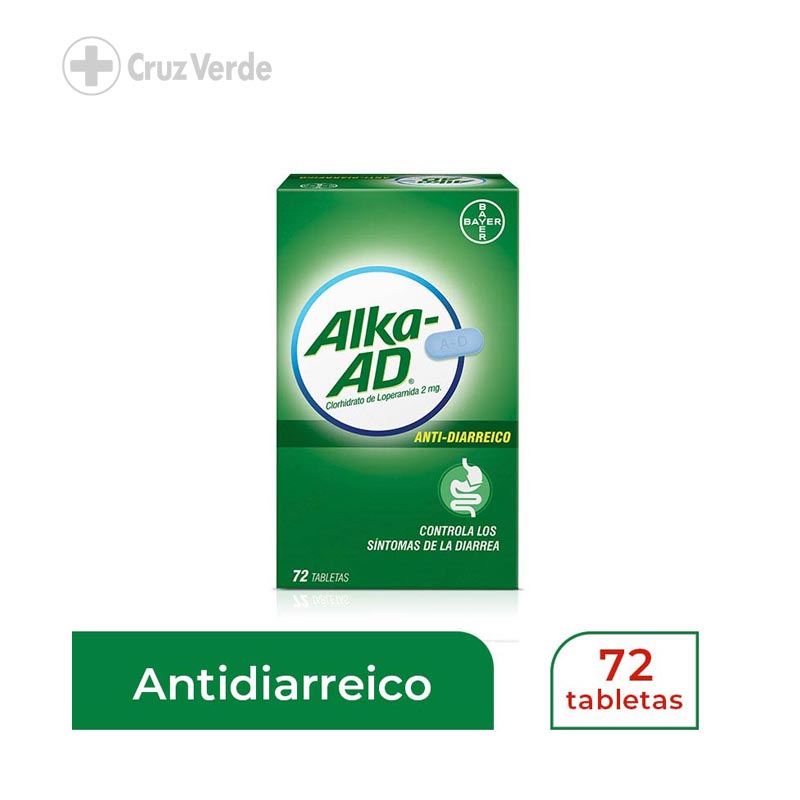 Cruz Verde
BAYER
BAYER
Alka-
AD®
A-D
Clorhidrato de Loperamida 2 mg.
ANTI-DIARREICO
CONTROLA LOS
SÍNTOMAS DE LA DIARREA
72 TABLETAS
Antidiarreico
72
tabletas